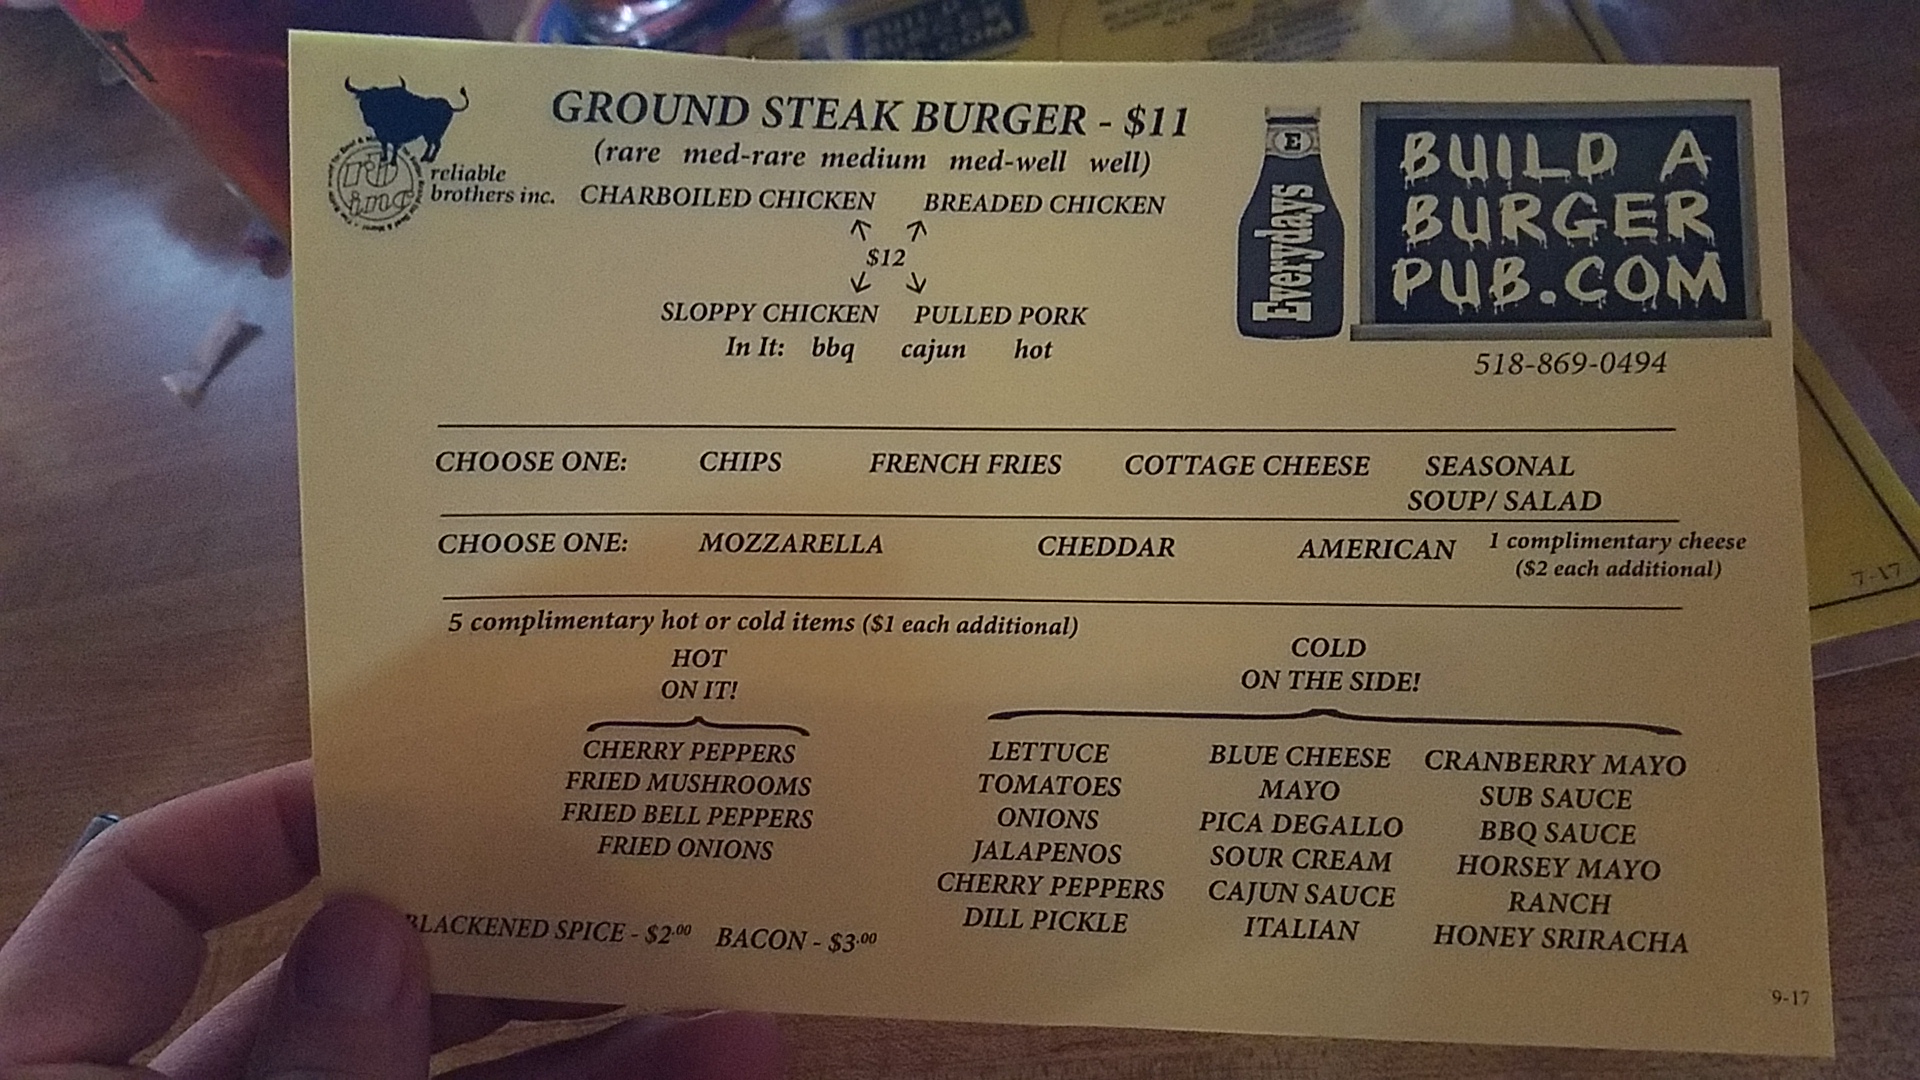 GROUND STEAK BURGER - $11
(rare med-rare medium med-well well)
reliable
brothers inc.
CHARBOILED CHICKEN BREADED CHICKEN
$12
SLOPPY CHICKEN PULLED PORK
In It: bbq cajun hot
E
Everydays
BUILD A
BURGER
PUB.COM
518-869-0494
CHOOSE ONE: CHIPS FRENCH FRIES COTTAGE CHEESE SEASONAL
SOUP/ SALAD
CHOOSE ONE: MOZZARELLA CHEDDAR AMERICAN 1 complimentary cheese
($2 each additional)
5 complimentary hot or cold items ($1 each additional)
HOT
ON IT!
CHERRY PEPPERS
FRIED MUSHROOMS
FRIED BELL PEPPERS
FRIED ONIONS
COLD
ON THE SIDE!
LETTUCE
TOMATOES
ONIONS
JALAPENOS
CHERRY PEPPERS
DILL PICKLE
BLUE CHEESE
MAYO
PICA DEGALLO
SOUR CREAM
CAJUN SAUCE
ITALIAN
CRANBERRY MAYO
SUB SAUCE
BBQ SAUCE
HORSEY MAYO
RANCH
HONEY SRIRACHA
BLACKENED SPICE - $2.00 BACON - $3.00
9-17
7-17